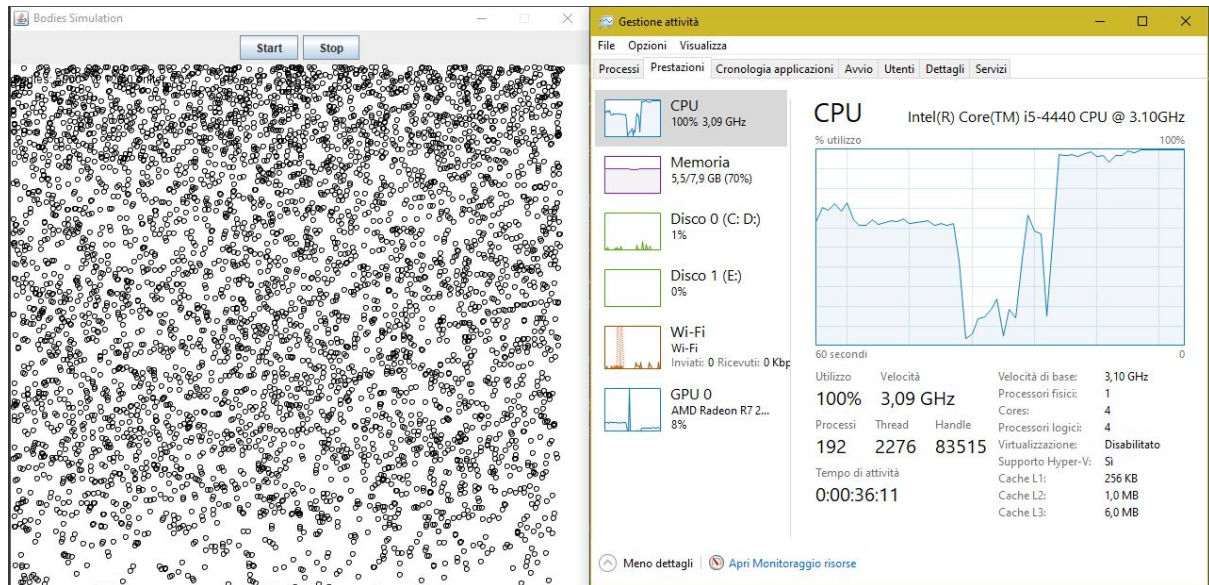 Bodies Simulation
Start Stop
Gestione attività
File Opzioni Visualizza
Processi Prestazioni Cronologia applicazioni Avvio Utenti Dettagli Servizi
CPU
100% 3,09 GHz
Memoria
5,5/7,9 GB (70%)
Disco 0 (C: D:)
1%
Disco 1 (E:)
0%
Wi-Fi
Wi-Fi
Inviati: 0 Ricevuti: 0 Kbp
GPU 0
AMD Radeon R7 2...
8%
CPU Intel(R) Core(TM) i5-4440 CPU @ 3.10GHz
% utilizzo 100%
60 secondi 0
Utilizzo Velocità
100% 3,09 GHz
Processi Thread Handle
192 2276 83515
Tempo di attività
0:00:36:11
Velocità di base: 3,10 GHz
Processori fisici: 1
Cores: 4
Processori logici: 4
Virtualizzazione: Disabilitato
Supporto Hyper-V: Sì
Cache L1: 256 KB
Cache L2: 1,0 MB
Cache L3: 6,0 MB
Meno dettagli Apri Monitoraggio risorse